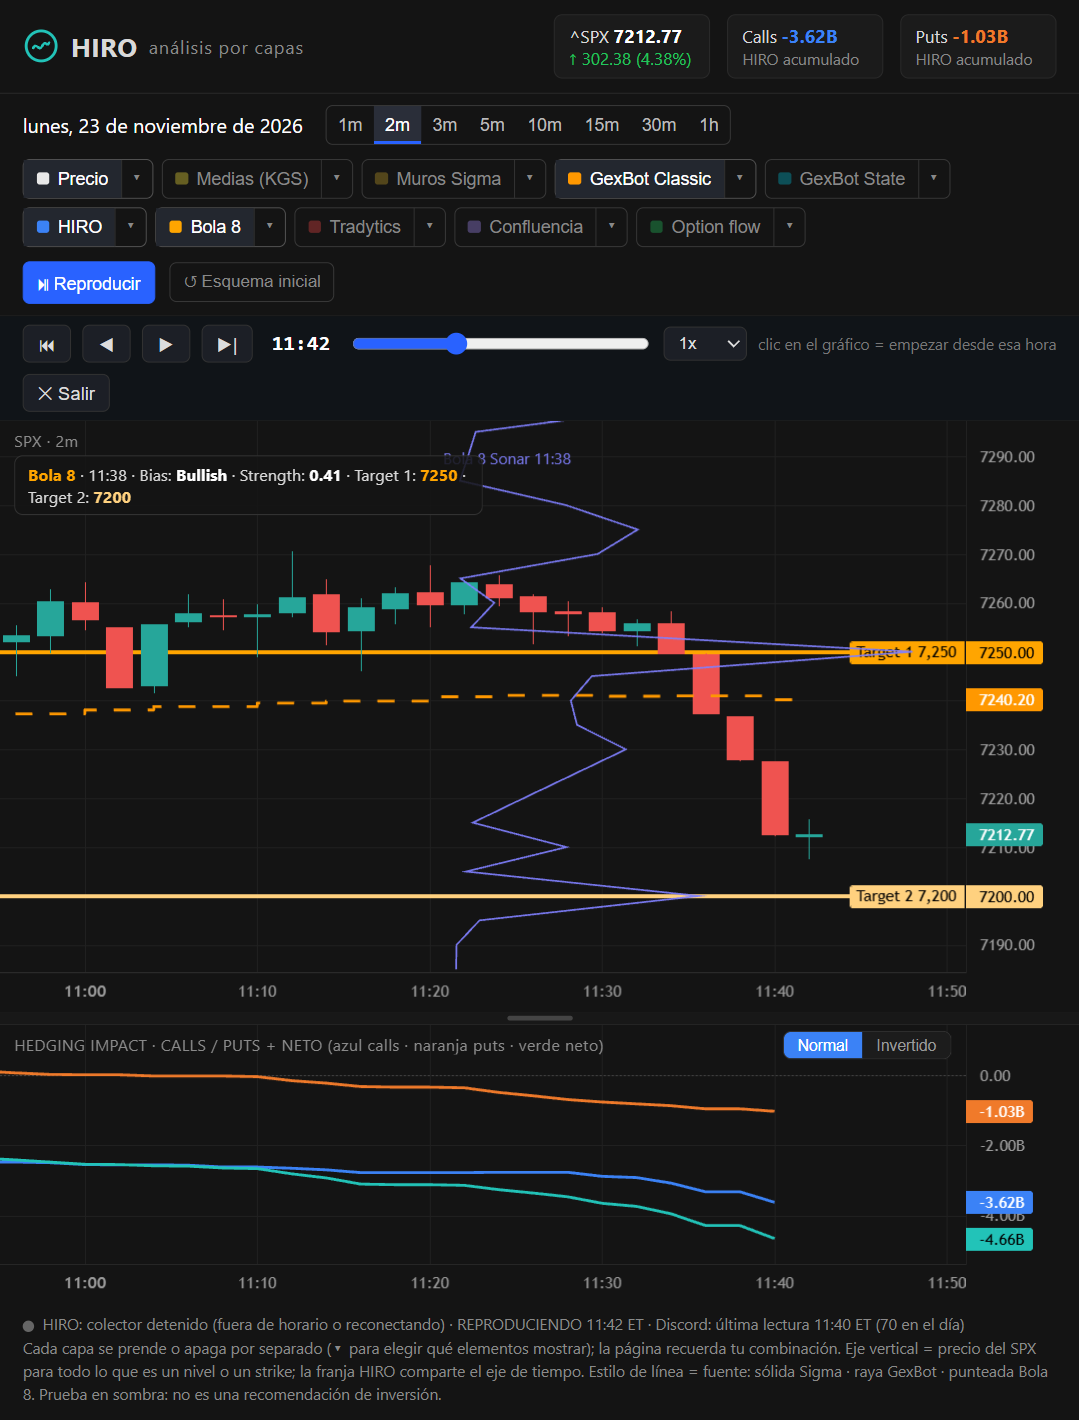 HIRO análisis por capas
^SPX 7212.77
↑ 302.38 (4.38%)
Calls -3.62B
HIRO acumulado
Puts -1.03B
HIRO acumulado
lunes, 23 de noviembre de 2026
1m 2m 3m 5m 10m 15m 30m 1h
Precio ▾ Medias (KGS) ▾ Muros Sigma ▾ GexBot Classic ▾ GexBot State ▾
HIRO ▾ Bola 8 ▾ Tradytics ▾ Confluencia ▾ Option flow ▾
⏯ Reproducir ↺ Esquema inicial
⏮ ◀ ▶ ▶| 11:42 1x clic en el gráfico = empezar desde esa hora
✕ Salir
SPX · 2m
Bola 8 Sonar 11:38
Bola 8 · 11:38 · Bias: Bullish · Strength: 0.41 · Target 1: 7250 ·
Target 2: 7200
7290.00
7280.00
7270.00
7260.00
Target 1 7,250 7250.00
7240.20
7230.00
7220.00
7212.77
7210.00
Target 2 7,200 7200.00
7190.00
11:00 11:10 11:20 11:30 11:40 11:50
HEDGING IMPACT · CALLS / PUTS + NETO (azul calls · naranja puts · verde neto)
Normal Invertido
0.00
-1.03B
-2.00B
-3.62B
-4.00B
-4.66B
11:00 11:10 11:20 11:30 11:40 11:50
HIRO: colector detenido (fuera de horario o reconectando) · REPRODUCIENDO 11:42 ET · Discord: última lectura 11:40 ET (70 en el día)
Cada capa se prende o apaga por separado (▾ para elegir qué elementos mostrar); la página recuerda tu combinación. Eje vertical = precio del SPX
para todo lo que es un nivel o un strike; la franja HIRO comparte el eje de tiempo. Estilo de línea = fuente: sólida Sigma · raya GexBot · punteada Bola
8. Prueba en sombra: no es una recomendación de inversión.